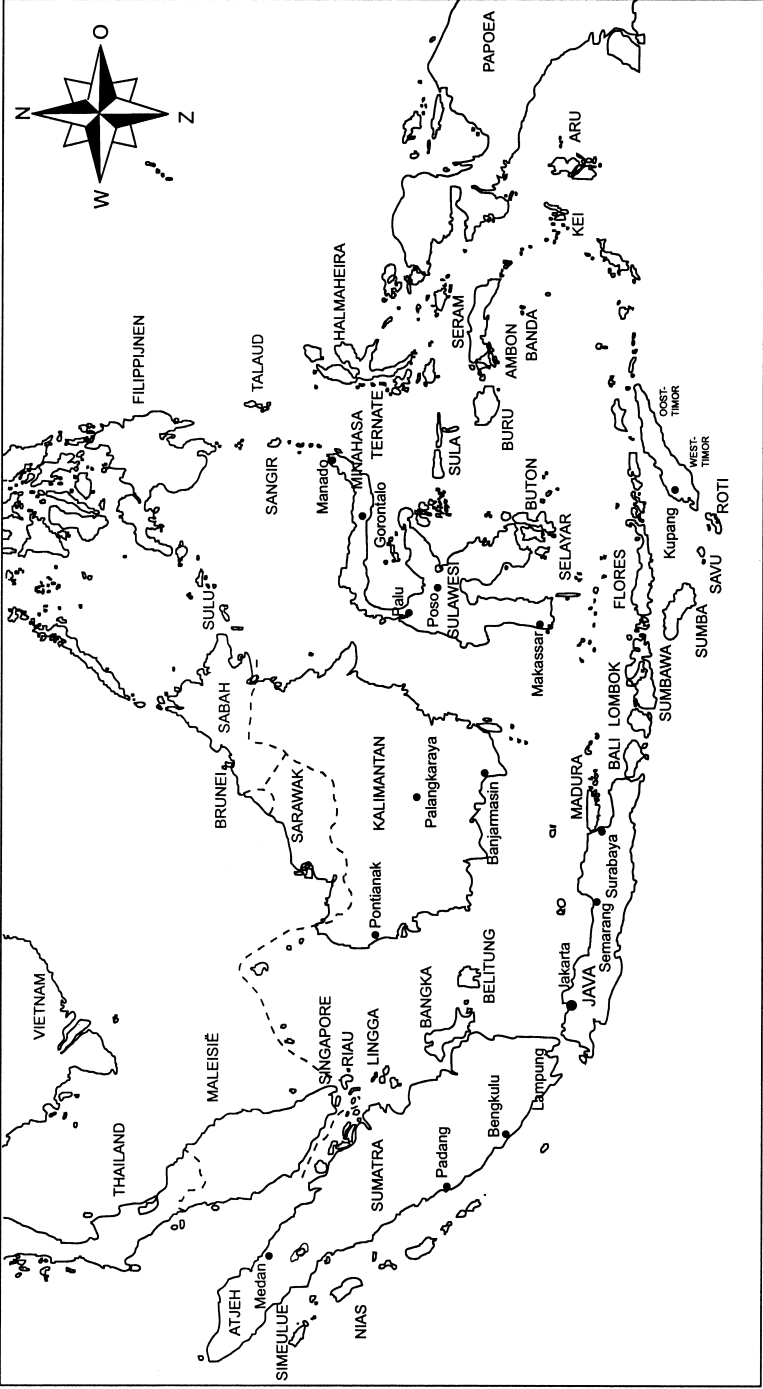 N
O
W
Z
VIETNAM
THAILAND
MALEISIË
FILIPPIJNEN
TALAUD
SANGIR
SULU
SABAH
BRUNEI
SARAWAK
KALIMANTAN
Palangkaraya
Pontianak
Banjarmasin
SINGAPORE
RIAU
LINGGA
BANGKA
BELITUNG
ATJEH
Medan
SIMEULUE
NIAS
SUMATRA
Padang
Bengkulu
Lampung
Jakarta
JAVA
Semarang
Surabaya
MADURA
BALI
LOMBOK
SUMBAWA
SUMBA
FLORES
SAVU
ROTI
Kupang
WEST-
TIMOR
OOST-
TIMOR
Manado
MINAHASA
Gorontalo
Palu
Poso
SULAWESI
Makassar
SELAYAR
BUTON
TERNATE
HALMAHEIRA
SULA
BURU
SERAM
AMBON
BANDA
KEI
ARU
PAPOEA